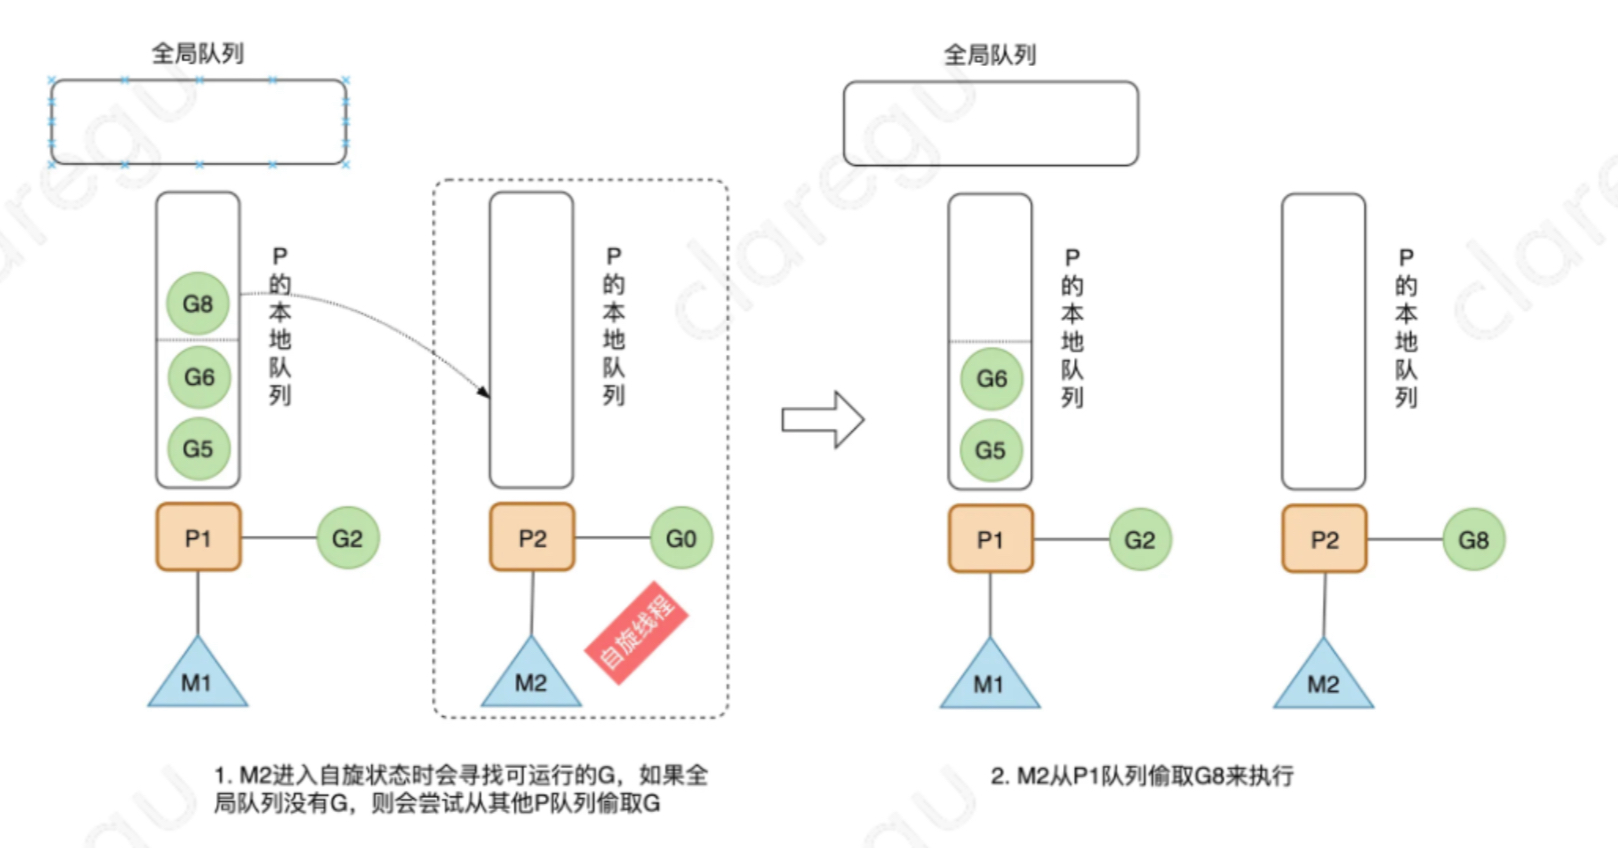 全局队列
全局队列
P的本地队列
P的本地队列
P的本地队列
P的本地队列
G8
G6
G5
G6
G5
P1
G2
P2
G0
P1
G2
P2
G8
自旋线程
M1
M2
M1
M2
1. M2进入自旋状态时会寻找可运行的G，如果全
局队列没有G，则会尝试从其他P队列偷取G
2. M2从P1队列偷取G8来执行
claregu
claregu
claregu